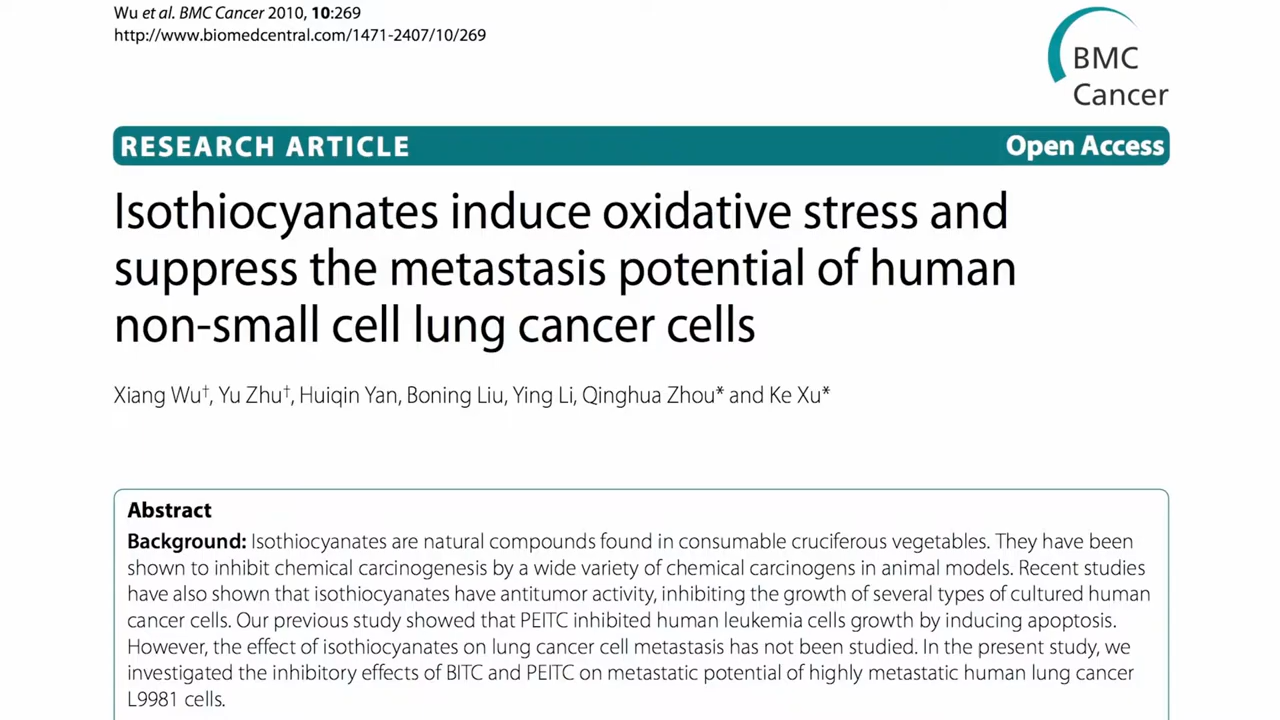 Wu et al. BMC Cancer 2010, 10:269
http://www.biomedcentral.com/1471-2407/10/269
BMC
Cancer
RESEARCH ARTICLE
Open Access
Isothiocyanates induce oxidative stress and
suppress the metastasis potential of human
non-small cell lung cancer cells
Xiang Wu†, Yu Zhu†, Huiqin Yan, Boning Liu, Ying Li, Qinghua Zhou* and Ke Xu*
Abstract
Background: Isothiocyanates are natural compounds found in consumable cruciferous vegetables. They have been
shown to inhibit chemical carcinogenesis by a wide variety of chemical carcinogens in animal models. Recent studies
have also shown that isothiocyanates have antitumor activity, inhibiting the growth of several types of cultured human
cancer cells. Our previous study showed that PEITC inhibited human leukemia cells growth by inducing apoptosis.
However, the effect of isothiocyanates on lung cancer cell metastasis has not been studied. In the present study, we
investigated the inhibitory effects of BITC and PEITC on metastatic potential of highly metastatic human lung cancer
L9981 cells.